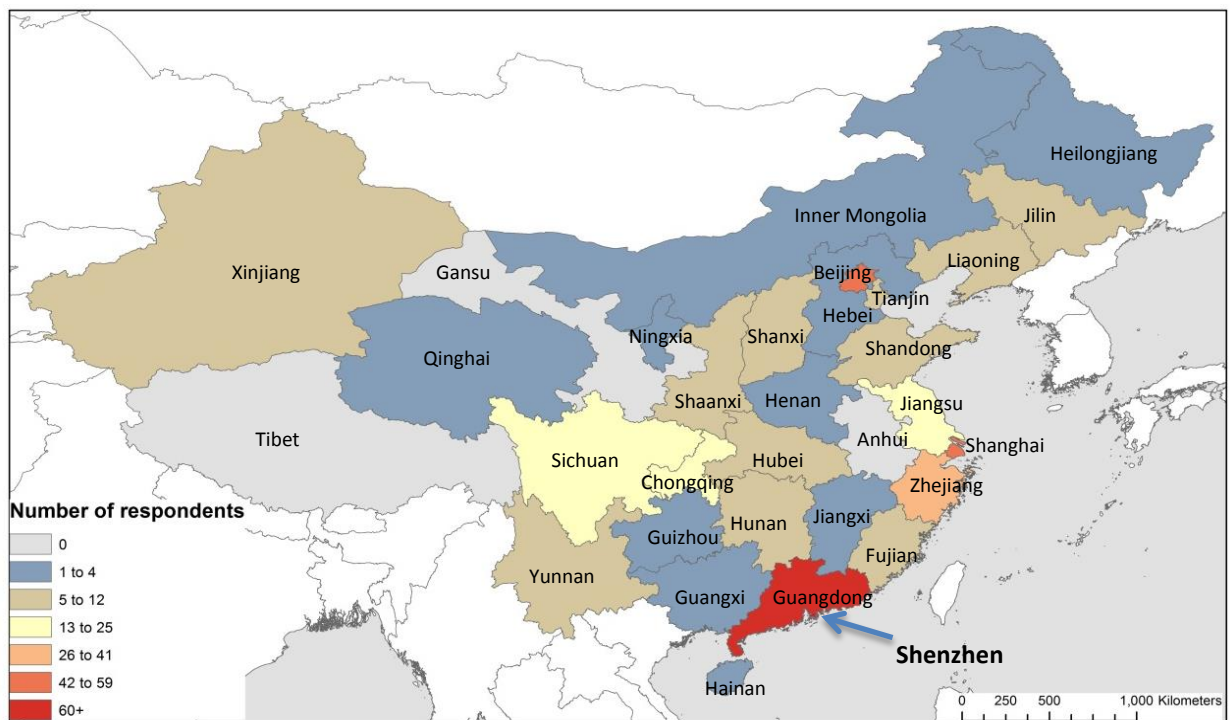 Heilongjiang
Inner Mongolia
Jilin
Xinjiang
Gansu
Beijing
Liaoning
Tianjin
Hebei
Ningxia
Shanxi
Qinghai
Shandong
Shaanxi
Henan
Jiangsu
Tibet
Anhui
Shanghai
Sichuan
Hubei
Chongqing
Zhejiang
Number of respondents
0
1 to 4
5 to 12
13 to 25
26 to 41
42 to 59
60+
Hunan
Jiangxi
Guizhou
Fujian
Yunnan
Guangxi
Guangdong
Shenzhen
Hainan
0 250 500 1,000 Kilometers